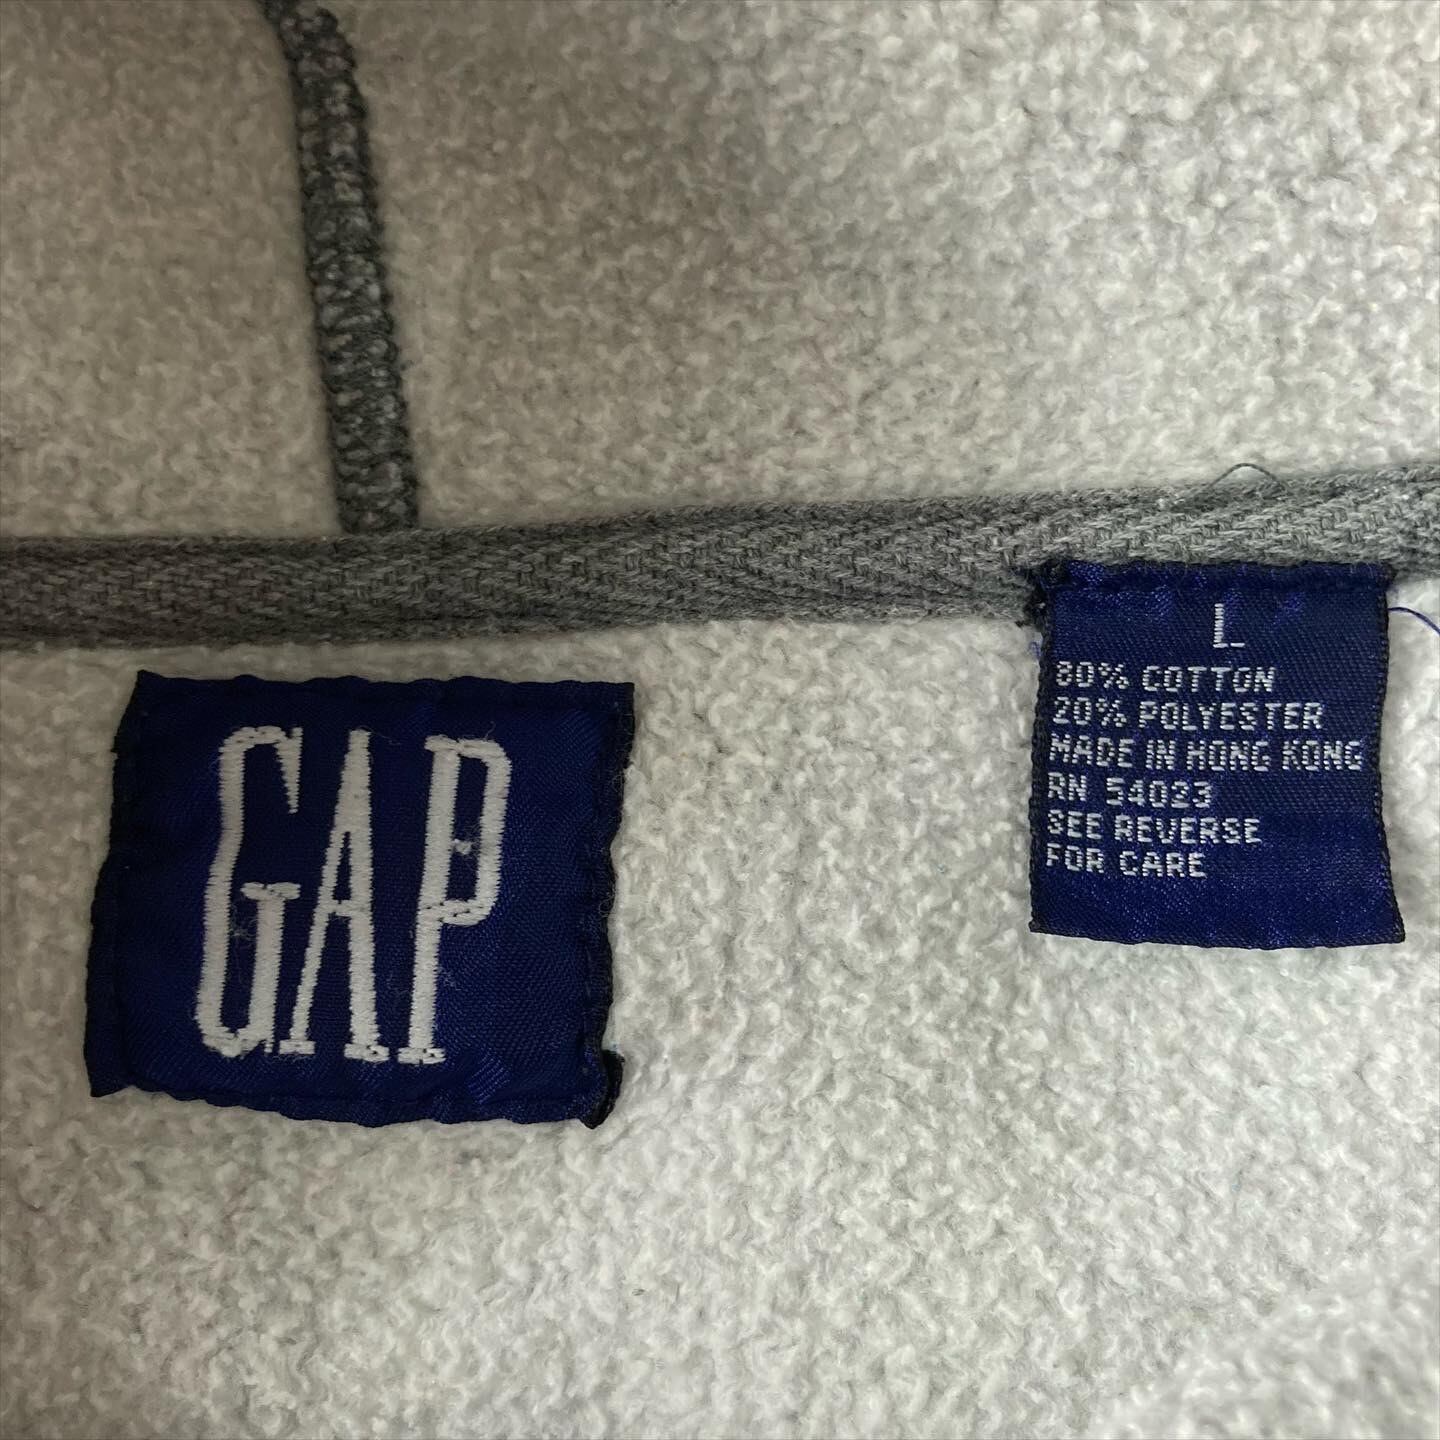 GAP
L
80% COTTON
20% POLYESTER
MADE IN HONG KONG
RN 54023
SEE REVERSE
FOR CARE